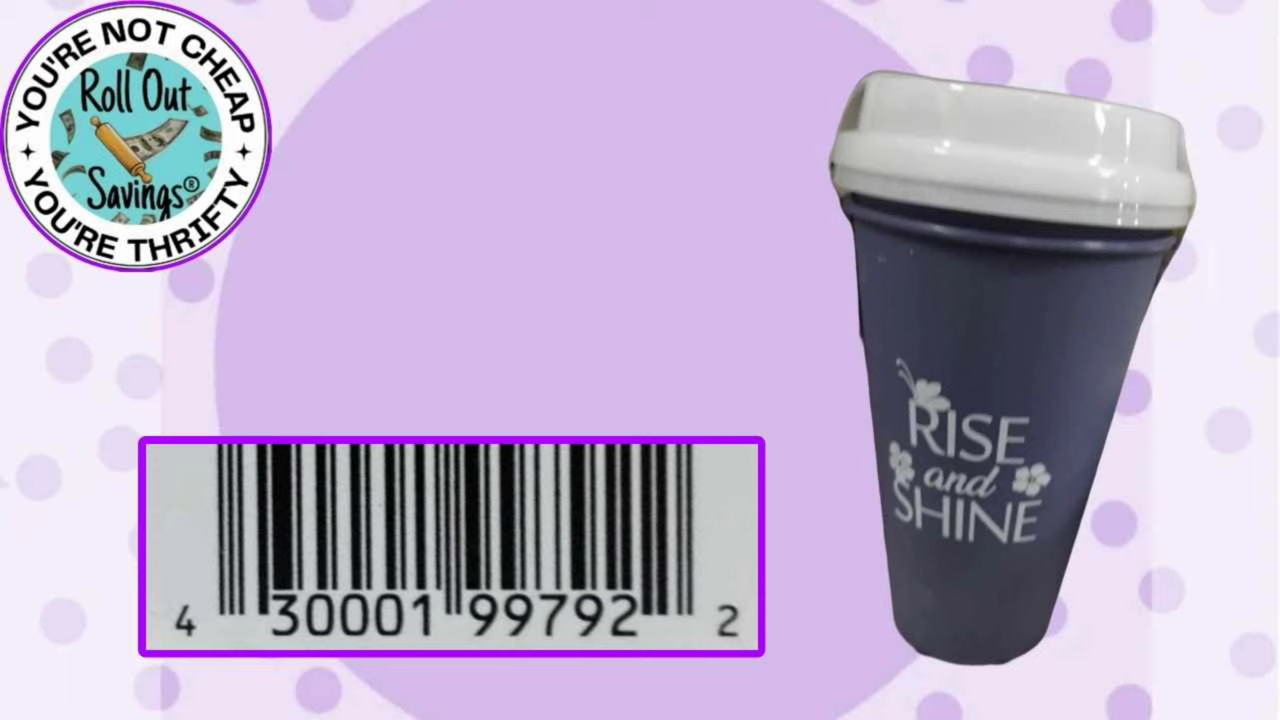 YOU'RE NOT CHEAP
Roll Out
Savings®
YOU'RE THRIFTY
RISE
and
SHINE
4 30001 99792 2